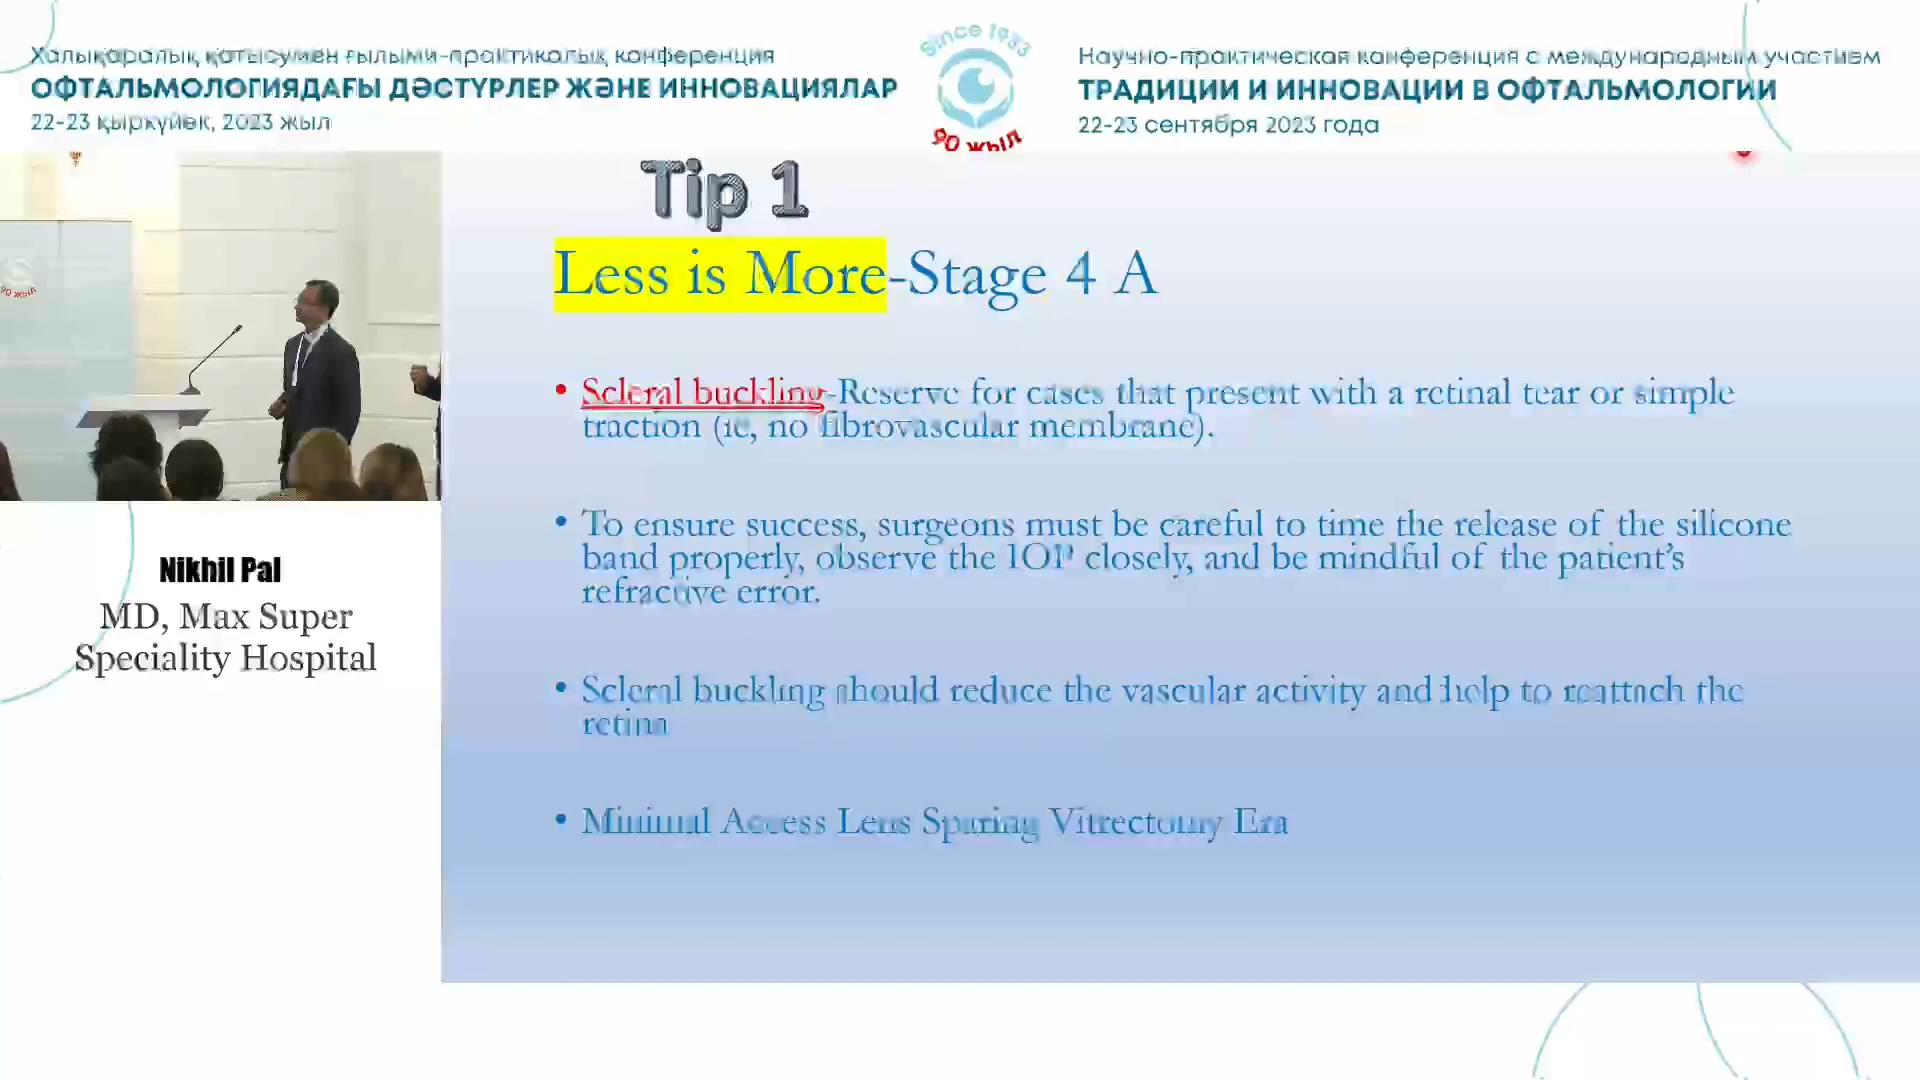 Халықаралық қатысумен ғылыми-практикалық конференция
ОФТАЛЬМОЛОГИЯДАҒЫ ДӘСТҮРЛЕР ЖӘНЕ ИННОВАЦИЯЛАР
22-23 қыркүйек, 2023 жыл
Since 1933
90 жыл
Научно-практическая конференция с международным участием
ТРАДИЦИИ И ИННОВАЦИИ В ОФТАЛЬМОЛОГИИ
22-23 сентября 2023 года
90 жыл
Nikhil Pal
MD, Max Super
Speciality Hospital
Tip 1
Less is More-Stage 4 A
• Scleral buckling-Reserve for cases that present with a retinal tear or simple
traction (ie, no fibrovascular membrane).
• To ensure success, surgeons must be careful to time the release of the silicone
band properly, observe the IOP closely, and be mindful of the patient's
refractive error.
• Scleral buckling should reduce the vascular activity and help to reattach the
retina
• Minimal Access Lens Sparing Vitrectomy Era